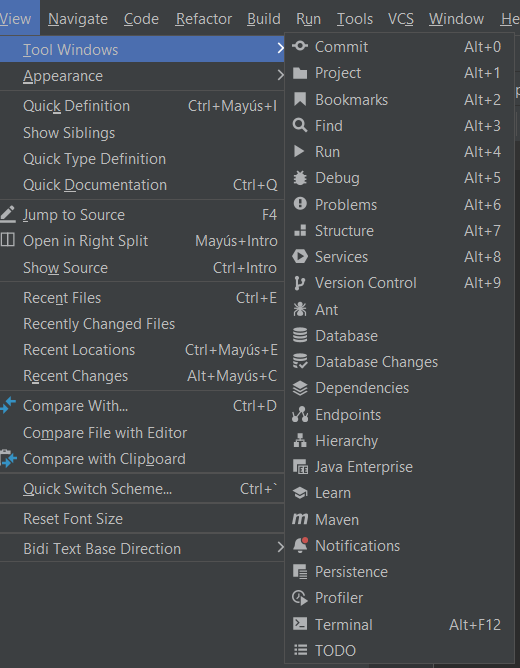 View Navigate Code Refactor Build Run Tools VCS Window He
Tool Windows
Appearance
Quick Definition Ctrl+Mayús+I
Show Siblings
Quick Type Definition
Quick Documentation Ctrl+Q
Jump to Source F4
Open in Right Split Mayús+Intro
Show Source Ctrl+Intro
Recent Files Ctrl+E
Recently Changed Files
Recent Locations Ctrl+Mayús+E
Recent Changes Alt+Mayús+C
Compare With... Ctrl+D
Compare File with Editor
Compare with Clipboard
Quick Switch Scheme... Ctrl+`
Reset Font Size
Bidi Text Base Direction
Commit Alt+0
Project Alt+1
Bookmarks Alt+2
Find Alt+3
Run Alt+4
Debug Alt+5
Problems Alt+6
Structure Alt+7
Services Alt+8
Version Control Alt+9
Ant
Database
Database Changes
Dependencies
Endpoints
Hierarchy
Java Enterprise
Learn
Maven
Notifications
Persistence
Profiler
Terminal Alt+F12
TODO